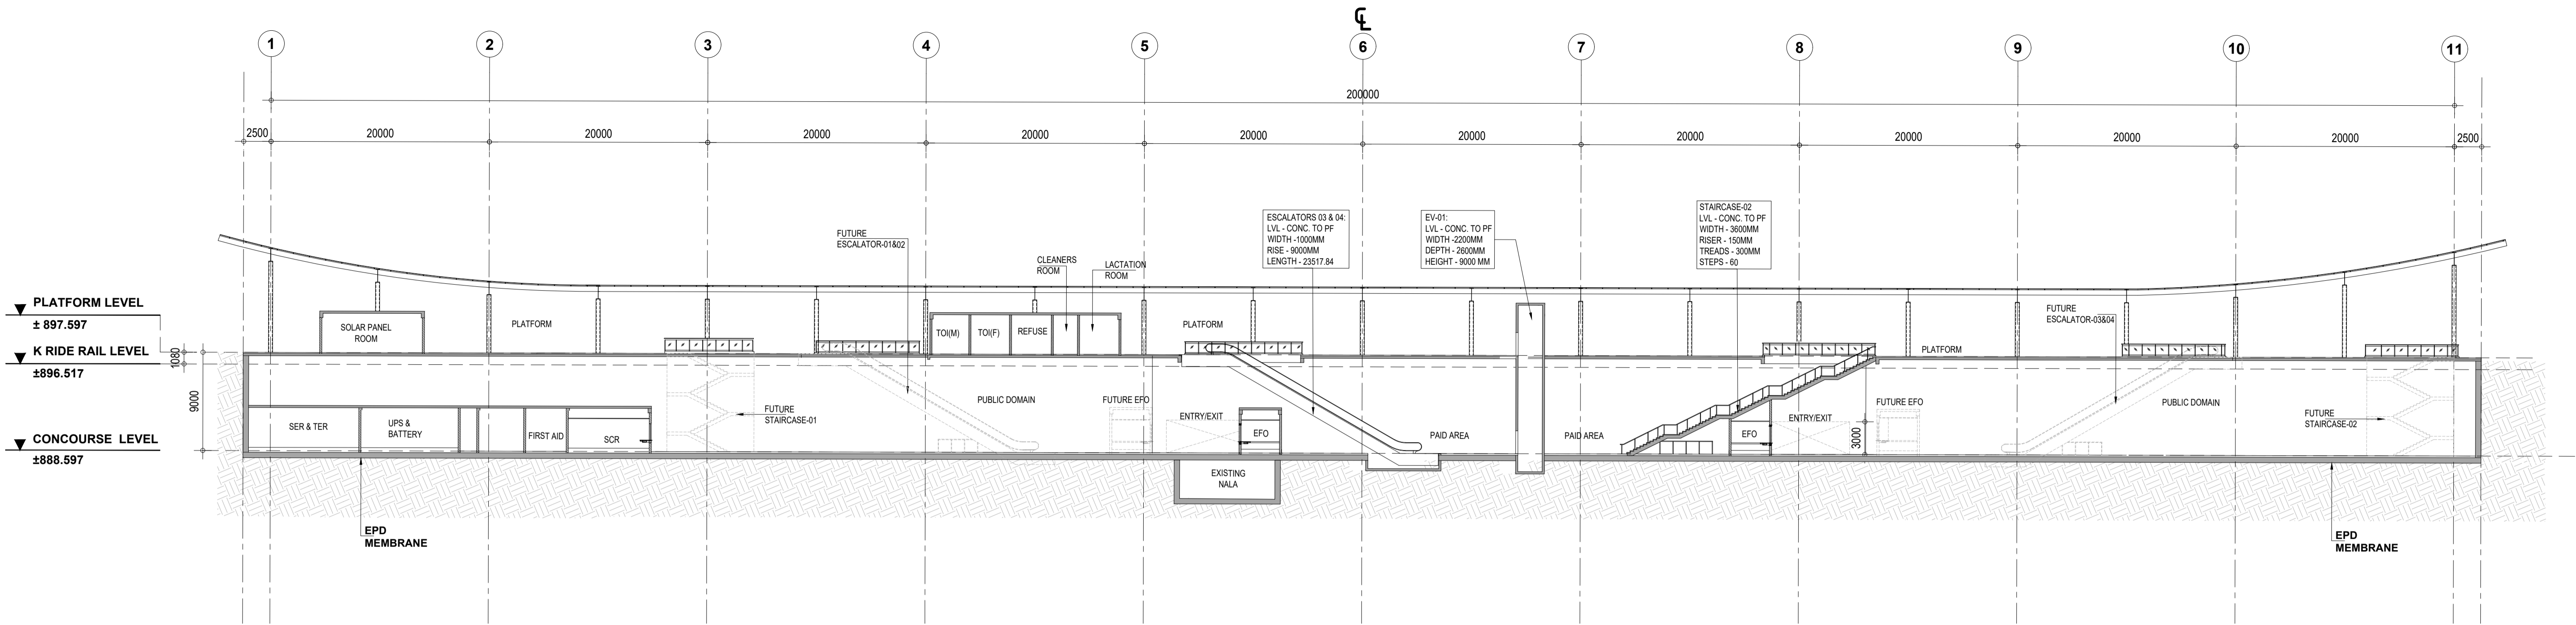 ℄
1
2
3
4
5
6
7
8
9
10
11
200000
2500
20000
20000
20000
20000
20000
20000
20000
20000
20000
20000
2500
ESCALATORS 03 & 04:
LVL - CONC. TO PF
WIDTH -1000MM
RISE - 9000MM
LENGTH - 23517.84
EV-01:
LVL - CONC. TO PF
WIDTH -2200MM
DEPTH - 2600MM
HEIGHT - 9000 MM
STAIRCASE-02
LVL - CONC. TO PF
WIDTH - 3600MM
RISER - 150MM
TREADS - 300MM
STEPS - 60
FUTURE
ESCALATOR-01&02
CLEANERS
ROOM
LACTATION
ROOM
FUTURE
ESCALATOR-03&04
PLATFORM LEVEL
± 897.597
K RIDE RAIL LEVEL
±896.517
CONCOURSE LEVEL
±888.597
1080
9000
SOLAR PANEL
ROOM
PLATFORM
TOI(M)
TOI(F)
REFUSE
PLATFORM
PLATFORM
SER & TER
UPS &
BATTERY
FIRST AID
SCR
FUTURE
STAIRCASE-01
PUBLIC DOMAIN
FUTURE EFO
ENTRY/EXIT
EFO
PAID AREA
PAID AREA
EFO
ENTRY/EXIT
3000
FUTURE EFO
PUBLIC DOMAIN
FUTURE
STAIRCASE-02
EXISTING
NALA
EPD
MEMBRANE
EPD
MEMBRANE